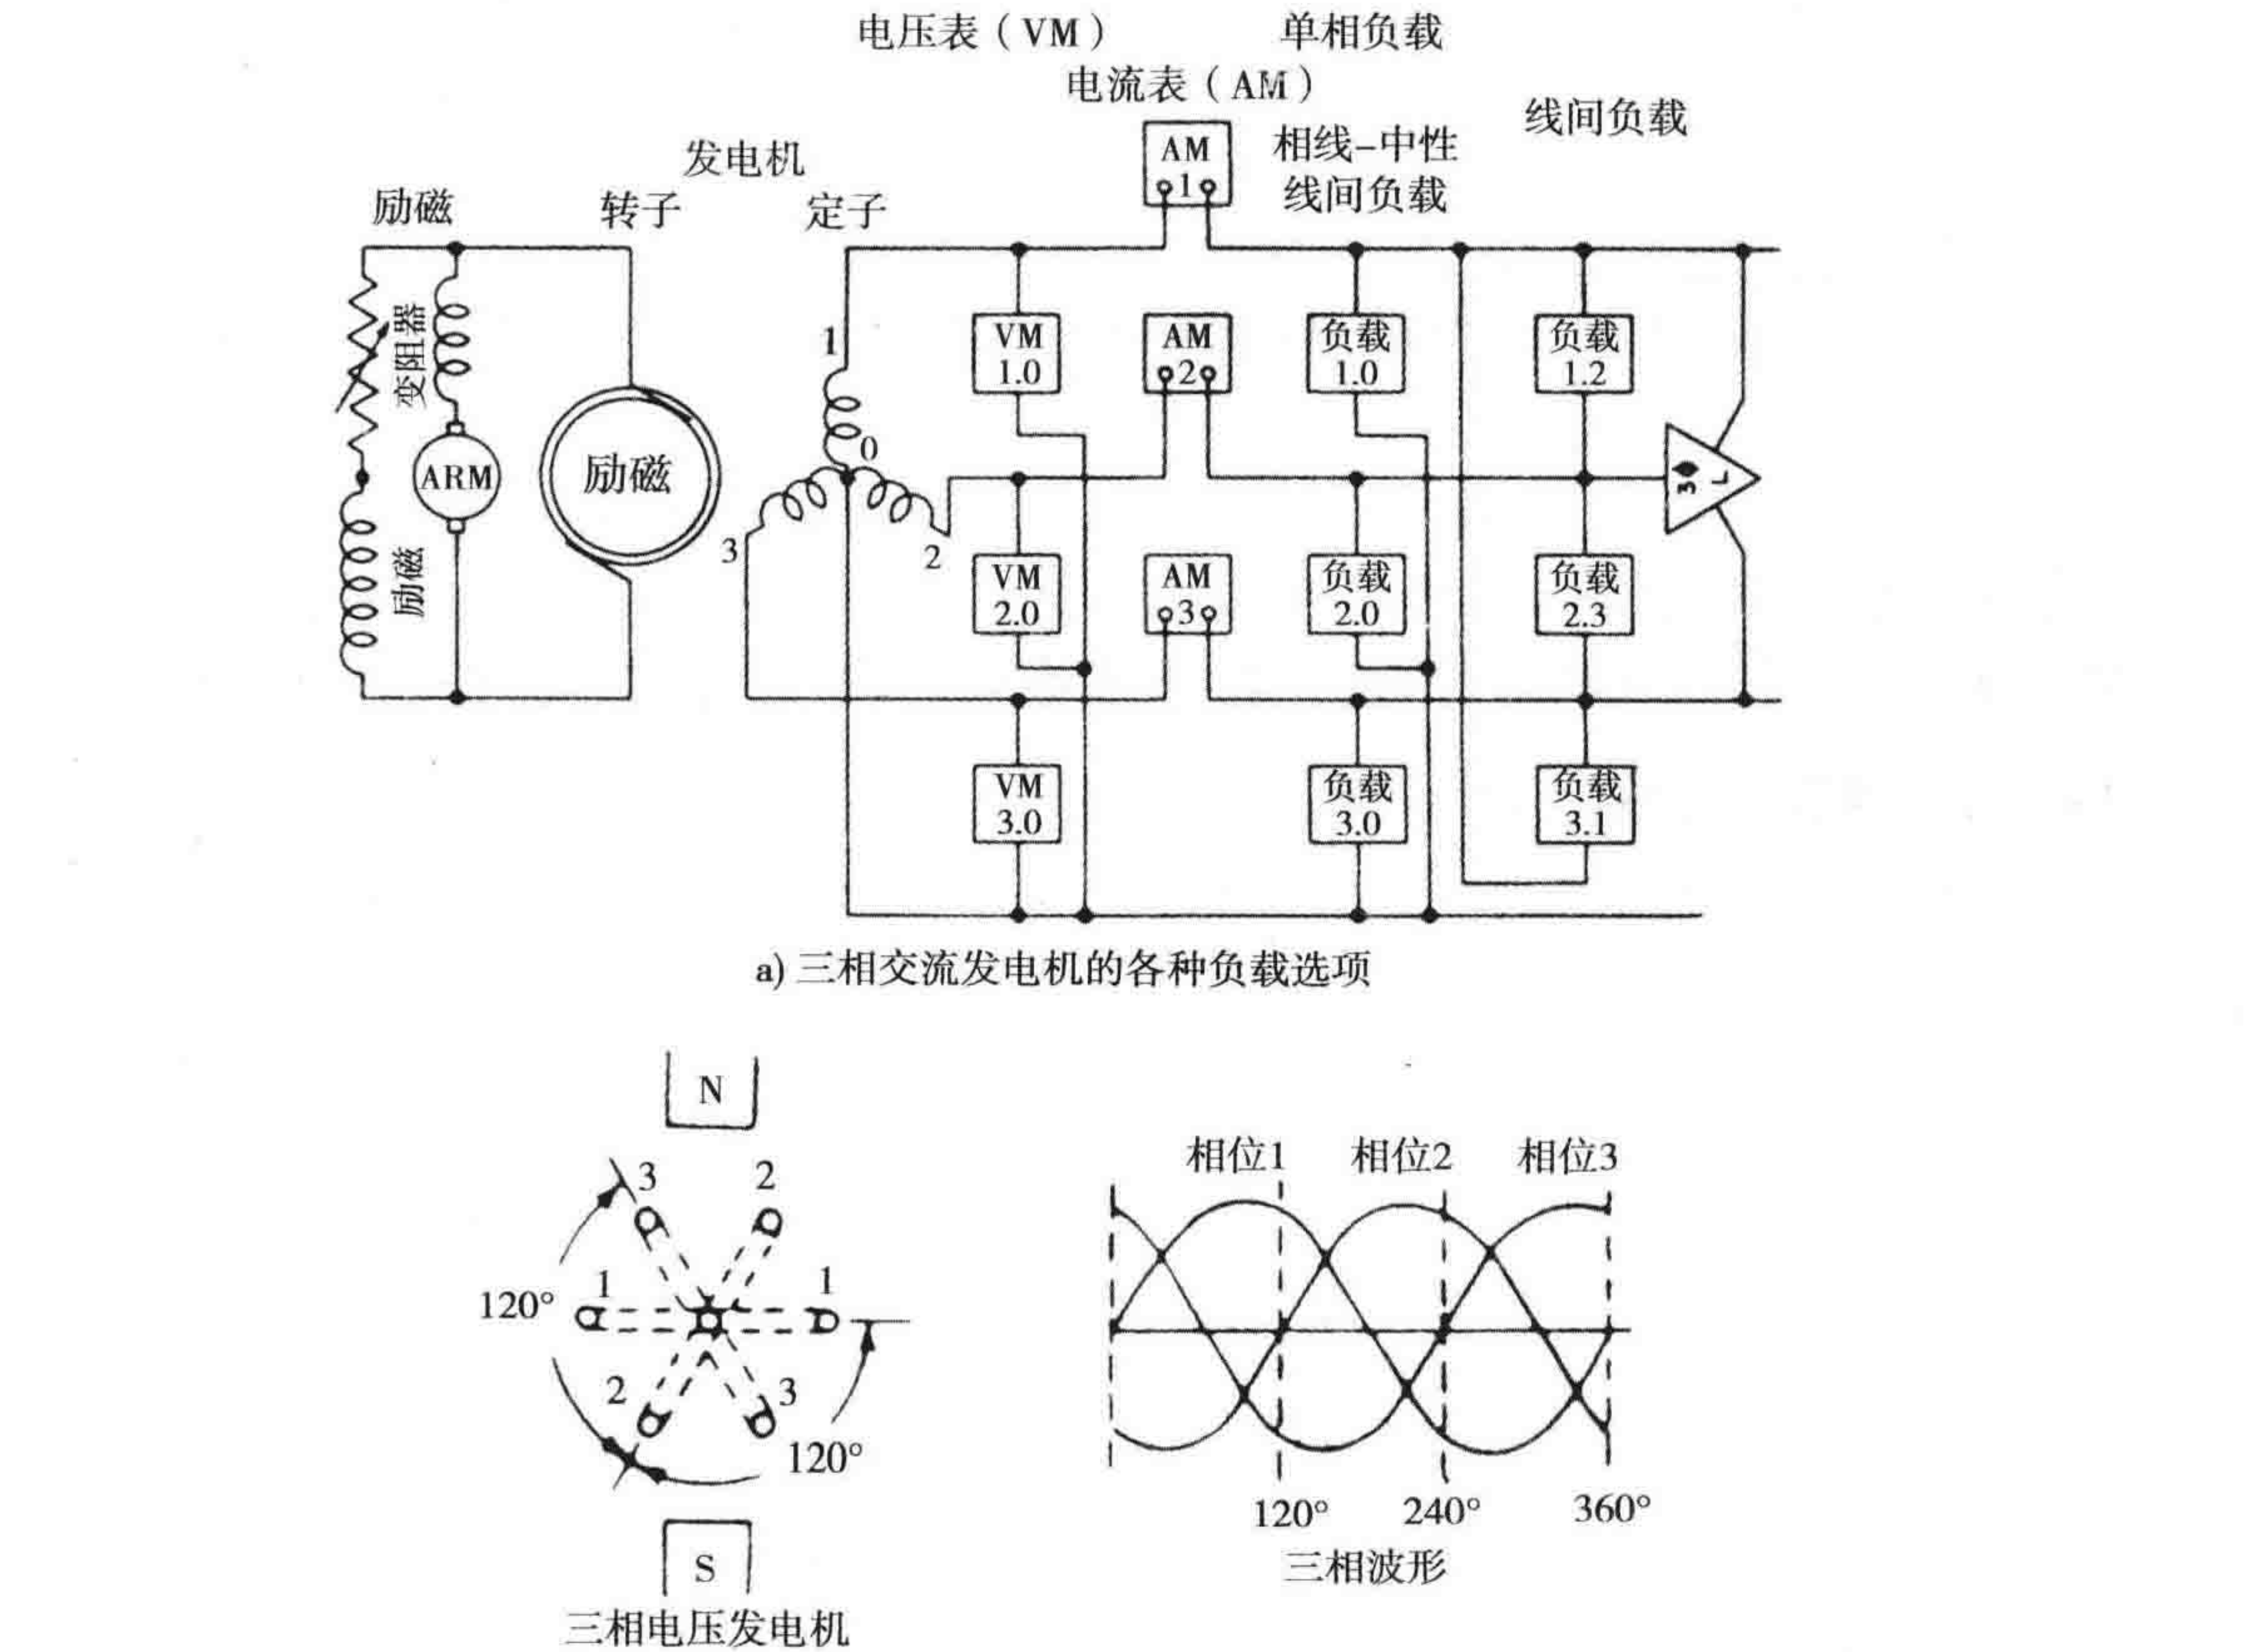 电压表（VM） 单相负载
电流表（AM）
线间负载
相线-中性
线间负载
发电机
励磁 转子 定子
AM
1
变阻器
ARM
励磁
励磁
1
0
2
3
VM
1.0
AM
2
负载
1.0
负载
1.2
3ϕ
L
VM
2.0
AM
3
负载
2.0
负载
2.3
VM
3.0
负载
3.0
负载
3.1
a) 三相交流发电机的各种负载选项
N
3 2
1 1
120°
2 3
120°
S
三相电压发电机
相位1 相位2 相位3
120° 240° 360°
三相波形